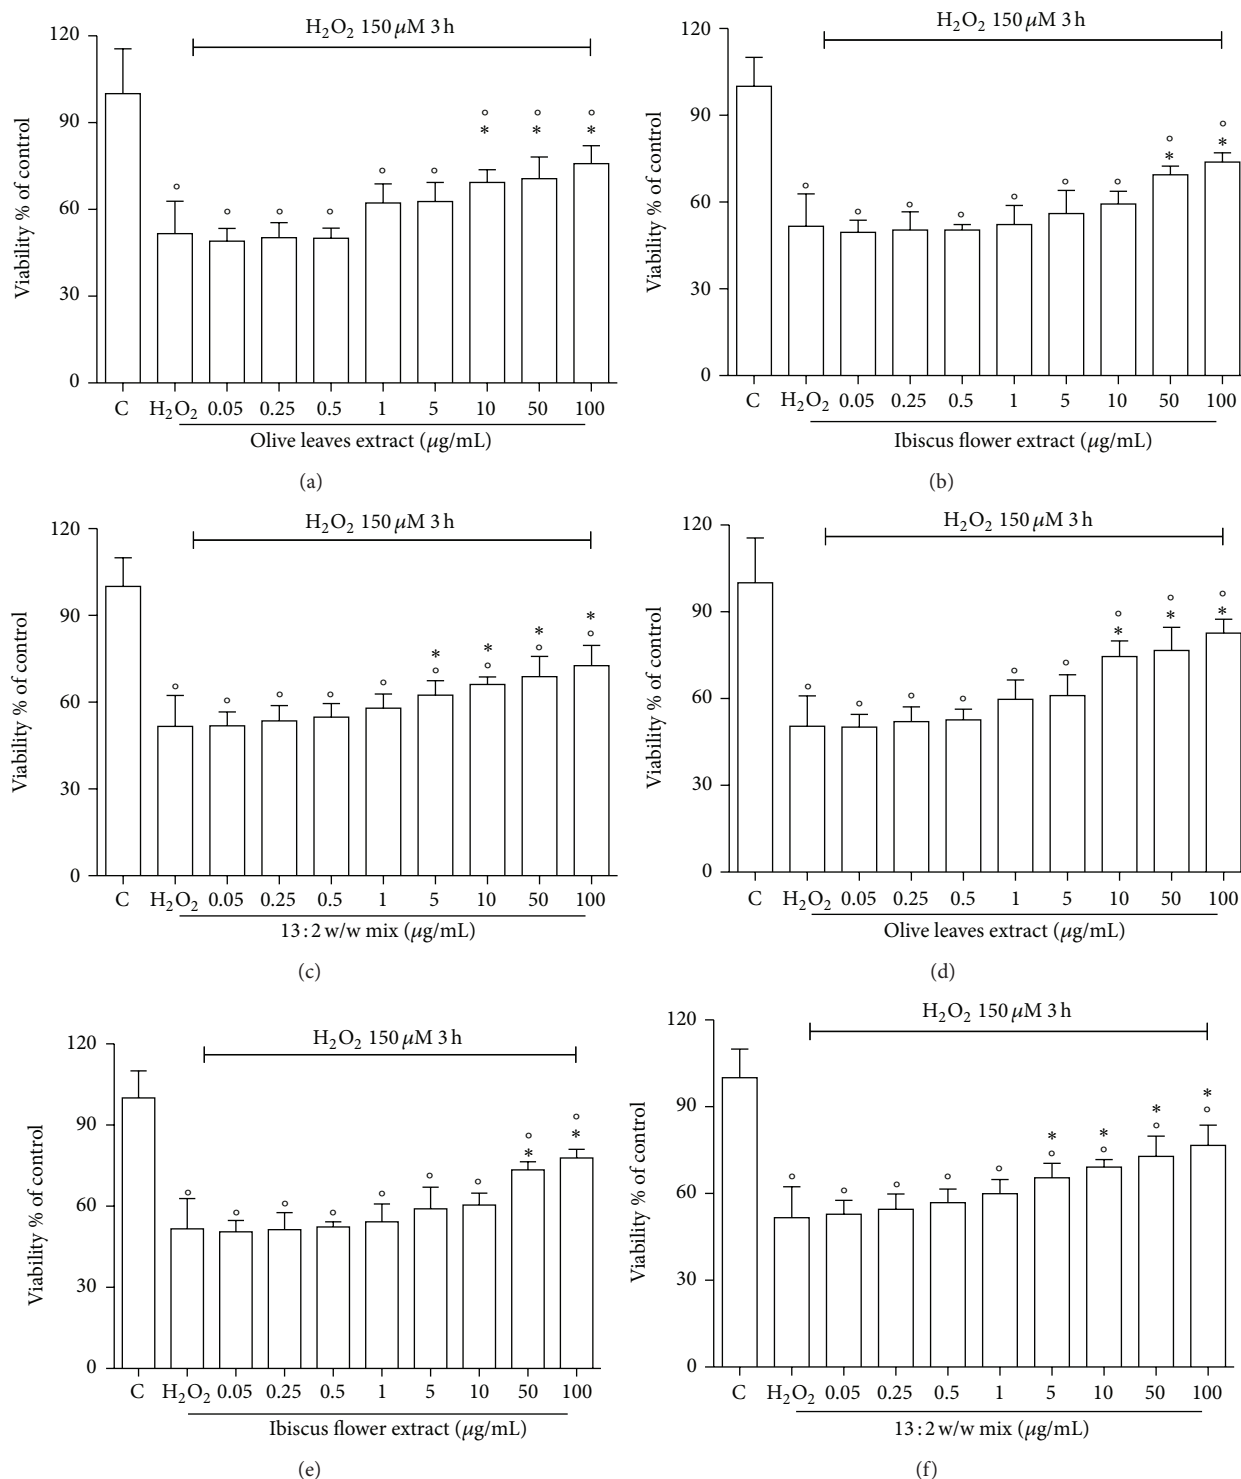 H₂O₂ 150 μM 3 h
120
90
60
30
0
Viability % of control
° ° ° ° ° ° ° °* °* °*
C H₂O₂ 0.05 0.25 0.5 1 5 10 50 100
Olive leaves extract (μg/mL)
(a)
H₂O₂ 150 μM 3 h
120
90
60
30
0
Viability % of control
° ° ° ° ° ° ° °* °*
C H₂O₂ 0.05 0.25 0.5 1 5 10 50 100
Ibiscus flower extract (μg/mL)
(b)
H₂O₂ 150 μM 3 h
120
90
60
30
0
Viability % of control
° ° ° ° ° *° *° *° *°
C H₂O₂ 0.05 0.25 0.5 1 5 10 50 100
13 : 2 w/w mix (μg/mL)
(c)
H₂O₂ 150 μM 3 h
120
90
60
30
0
Viability % of control
° ° ° ° ° ° °* °* °*
C H₂O₂ 0.05 0.25 0.5 1 5 10 50 100
Olive leaves extract (μg/mL)
(d)
H₂O₂ 150 μM 3 h
120
90
60
30
0
Viability % of control
° ° ° ° ° ° ° °* °*
C H₂O₂ 0.05 0.25 0.5 1 5 10 50 100
Ibiscus flower extract (μg/mL)
(e)
H₂O₂ 150 μM 3 h
120
90
60
30
0
Viability % of control
° ° ° ° ° *° *° *° *°
C H₂O₂ 0.05 0.25 0.5 1 5 10 50 100
13 : 2 w/w mix (μg/mL)
(f)